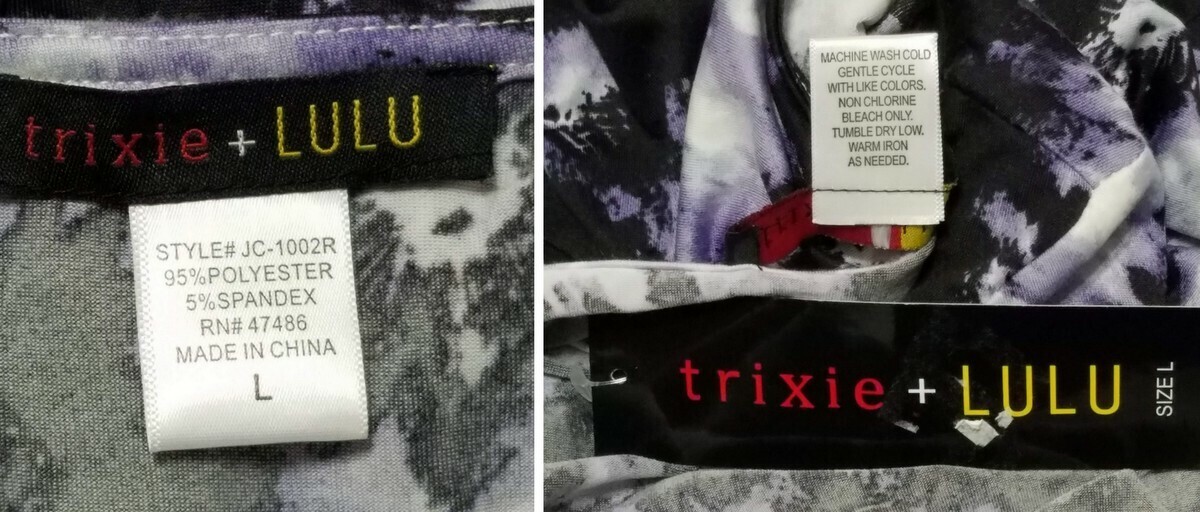 trixie + LULU
STYLE# JC-1002R
95%POLYESTER
5%SPANDEX
RN# 47486
MADE IN CHINA
L
MACHINE WASH COLD
GENTLE CYCLE
WITH LIKE COLORS.
NON CHLORINE
BLEACH ONLY.
TUMBLE DRY LOW.
WARM IRON
AS NEEDED.
trixie + LULU
SIZE L